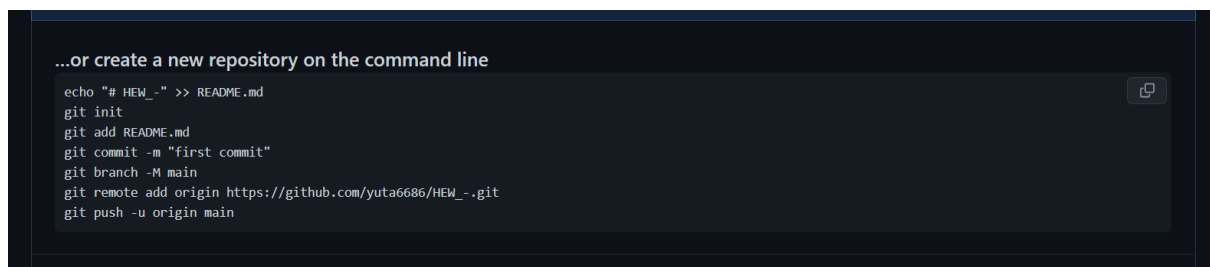 ...or create a new repository on the command line
echo "# HEW_-" >> README.md
git init
git add README.md
git commit -m "first commit"
git branch -M main
git remote add origin https://github.com/yuta6686/HEW_-.git
git push -u origin main